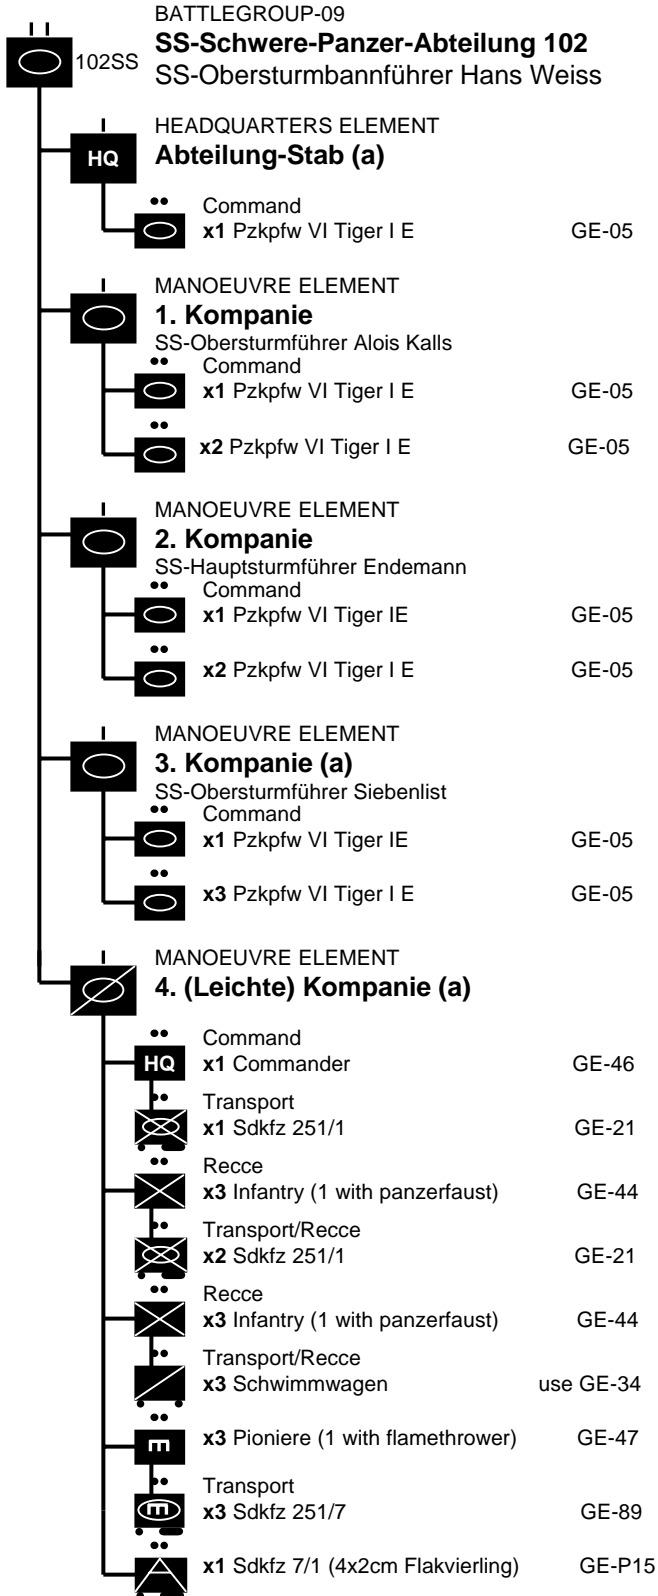 BATTLEGROUP-09
102SS
SS-Schwere-Panzer-Abteilung 102
SS-Obersturmbannführer Hans Weiss
HEADQUARTERS ELEMENT
HQ
Abteilung-Stab (a)
Command
x1 Pzkpfw VI Tiger I E GE-05
MANOEUVRE ELEMENT
1. Kompanie
SS-Obersturmführer Alois Kalls
Command
x1 Pzkpfw VI Tiger I E GE-05
x2 Pzkpfw VI Tiger I E GE-05
MANOEUVRE ELEMENT
2. Kompanie
SS-Hauptsturmführer Endemann
Command
x1 Pzkpfw VI Tiger IE GE-05
x2 Pzkpfw VI Tiger I E GE-05
MANOEUVRE ELEMENT
3. Kompanie (a)
SS-Obersturmführer Siebenlist
Command
x1 Pzkpfw VI Tiger IE GE-05
x3 Pzkpfw VI Tiger I E GE-05
MANOEUVRE ELEMENT
4. (Leichte) Kompanie (a)
Command
HQ x1 Commander GE-46
Transport
x1 Sdkfz 251/1 GE-21
Recce
x3 Infantry (1 with panzerfaust) GE-44
Transport/Recce
x2 Sdkfz 251/1 GE-21
Recce
x3 Infantry (1 with panzerfaust) GE-44
Transport/Recce
x3 Schwimmwagen use GE-34
x3 Pioniere (1 with flamethrower) GE-47
Transport
x3 Sdkfz 251/7 GE-89
x1 Sdkfz 7/1 (4x2cm Flakvierling) GE-P15